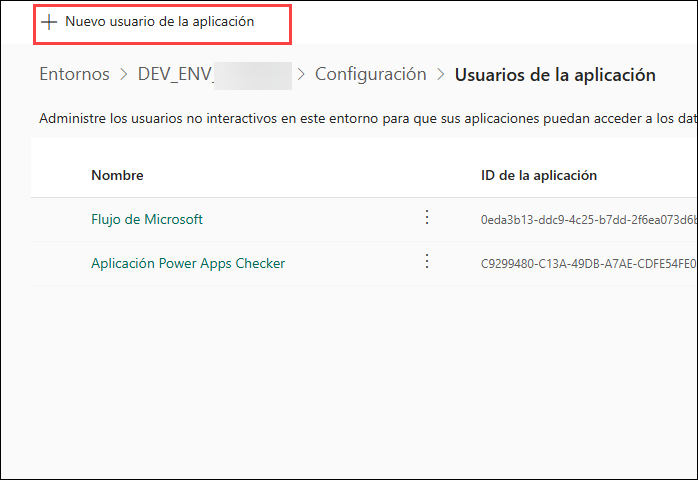 Nuevo usuario de la aplicación
Entornos > DEV_ENV_ > Configuración > Usuarios de la aplicación
Administre los usuarios no interactivos en este entorno para que sus aplicaciones puedan acceder a los dat
Nombre ID de la aplicación
Flujo de Microsoft 0eda3b13-ddc9-4c25-b7dd-2f6ea073d6b
Aplicación Power Apps Checker C9299480-C13A-49DB-A7AE-CDFE54FE0